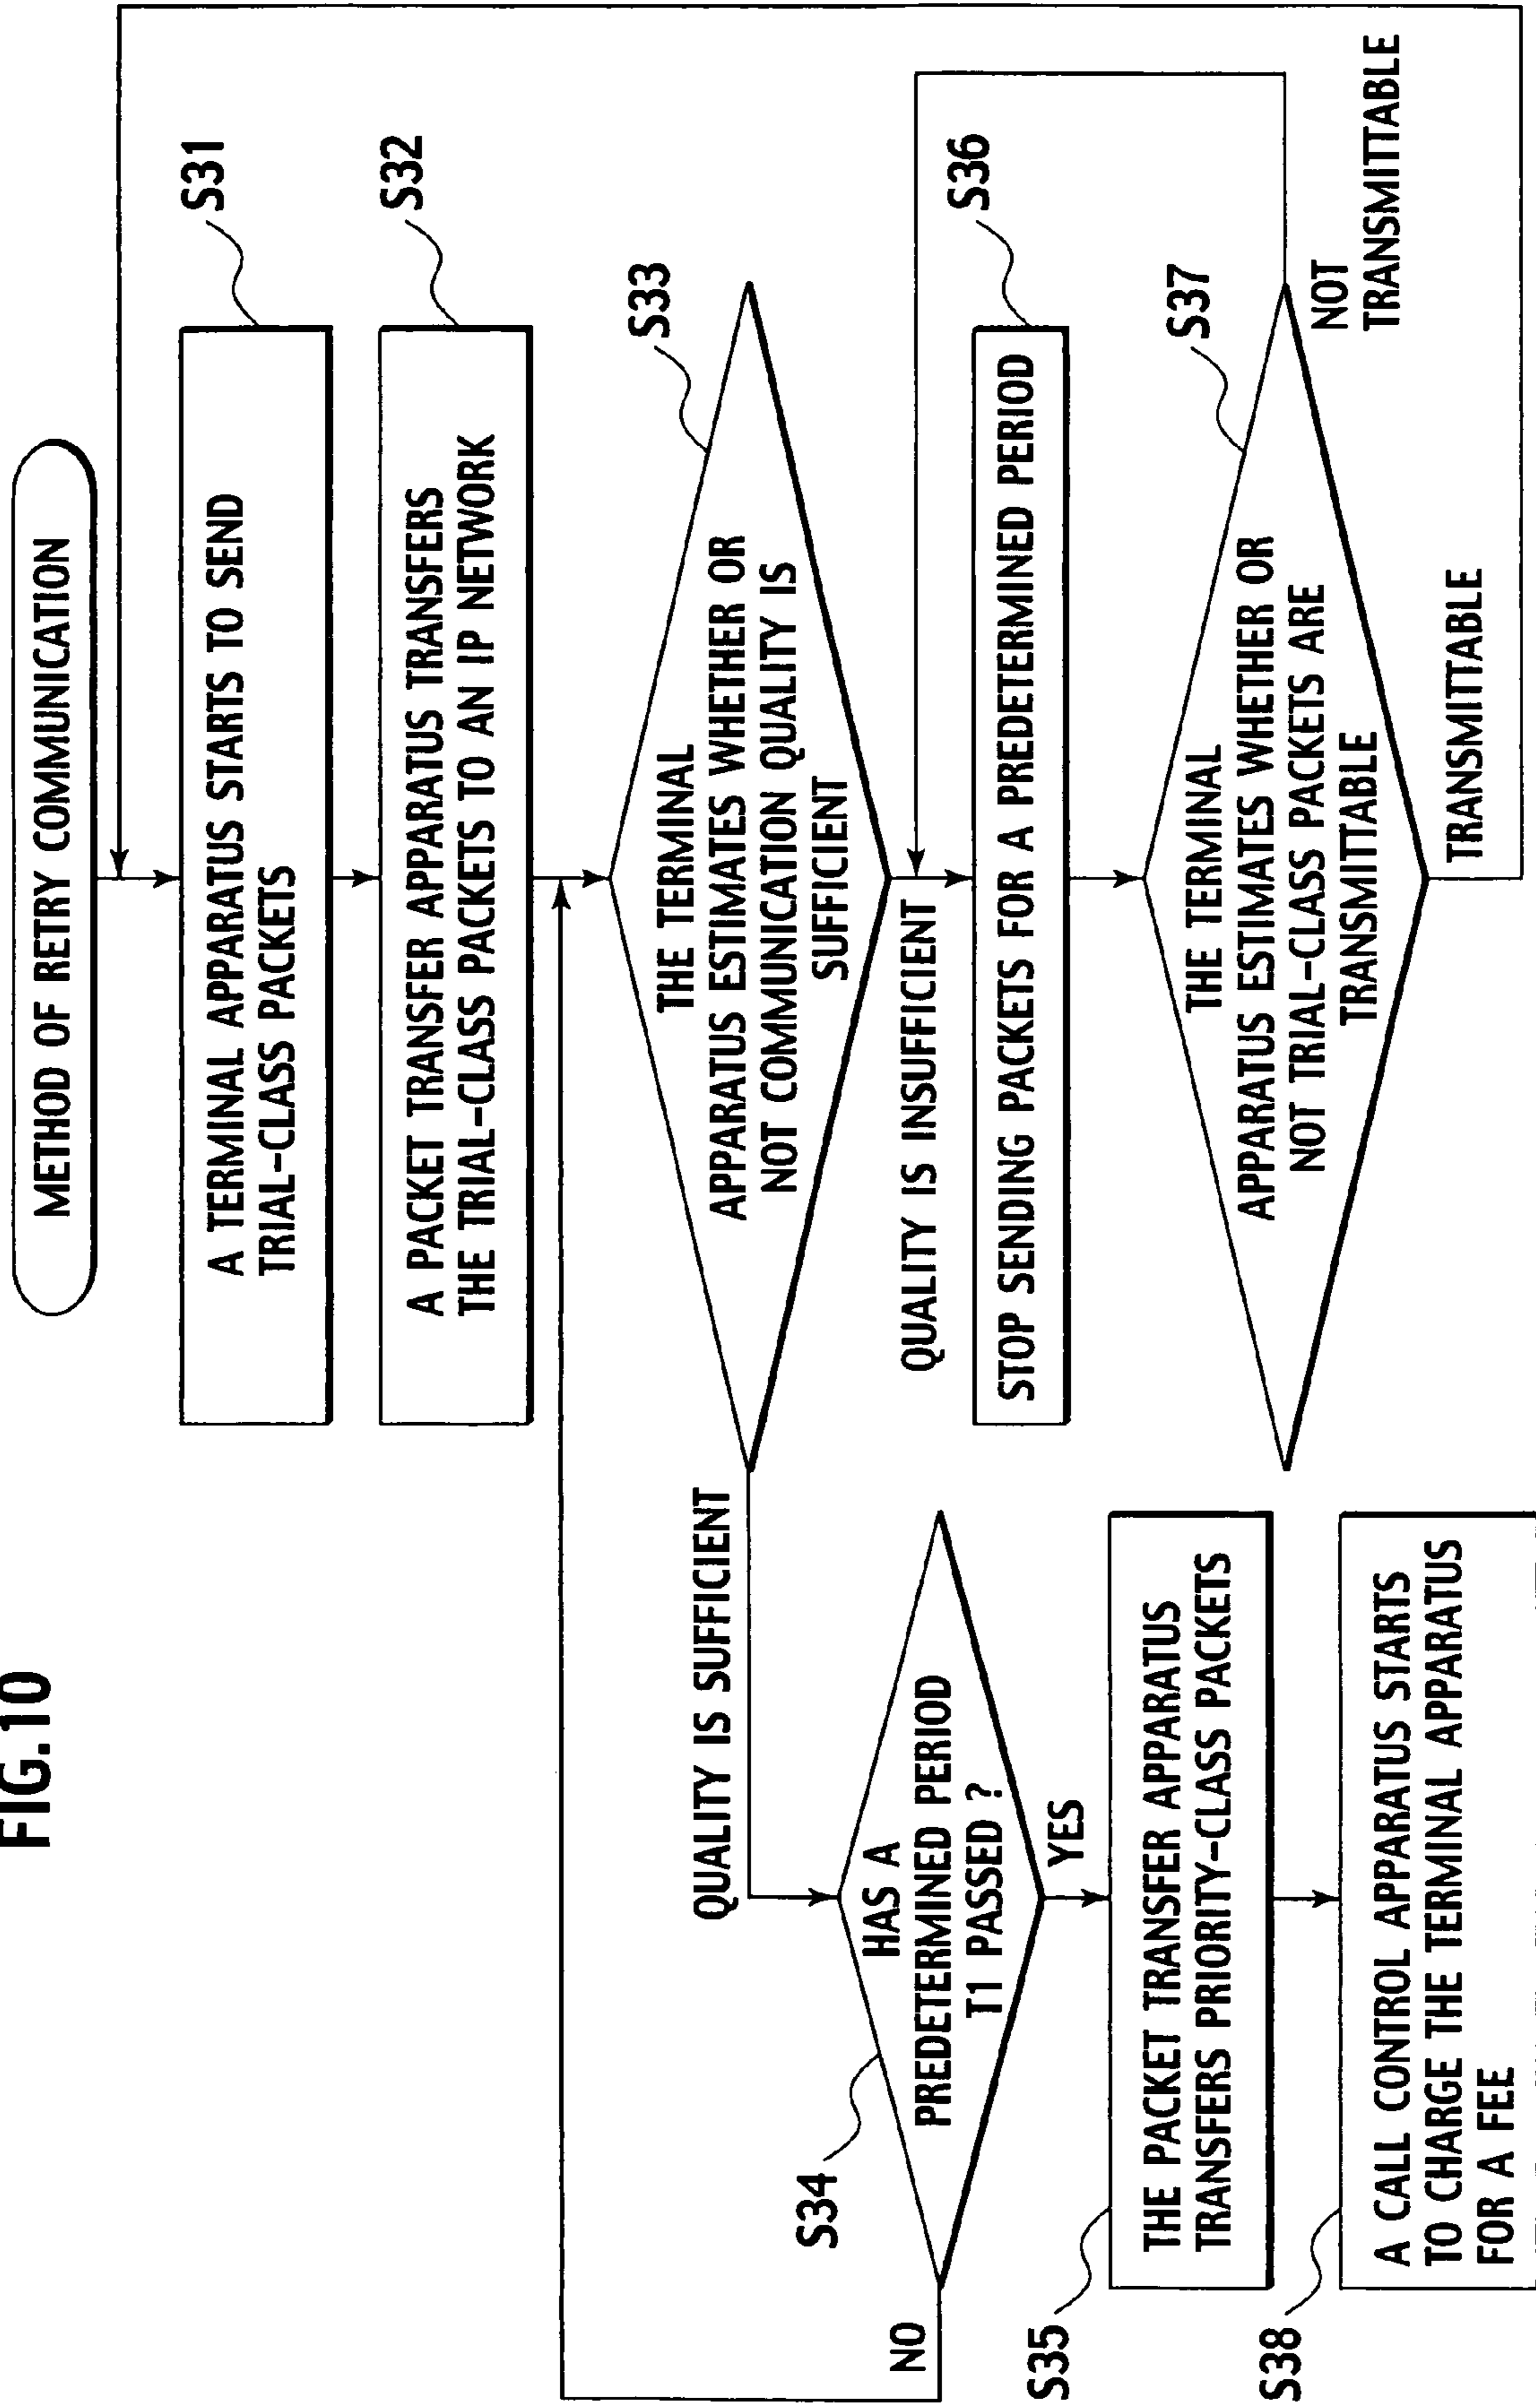 FIG.10
METHOD OF RETRY COMMUNICATION
S31
A TERMINAL APPARATUS STARTS TO SEND
TRIAL-CLASS PACKETS
S32
A PACKET TRANSFER APPARATUS TRANSFERS
THE TRIAL-CLASS PACKETS TO AN IP NETWORK
S33
THE TERMINAL
APPARATUS ESTIMATES WHETHER OR
NOT COMMUNICATION QUALITY IS
SUFFICIENT
QUALITY IS SUFFICIENT
QUALITY IS INSUFFICIENT
S34
HAS A
PREDETERMINED PERIOD
T1 PASSED ?
NO
YES
S35
THE PACKET TRANSFER APPARATUS
TRANSFERS PRIORITY-CLASS PACKETS
S38
A CALL CONTROL APPARATUS STARTS
TO CHARGE THE TERMINAL APPARATUS
FOR A FEE
S36
STOP SENDING PACKETS FOR A PREDETERMINED PERIOD
S37
THE TERMINAL
APPARATUS ESTIMATES WHETHER OR
NOT TRIAL-CLASS PACKETS ARE
TRANSMITTABLE
NOT
TRANSMITTABLE
TRANSMITTABLE